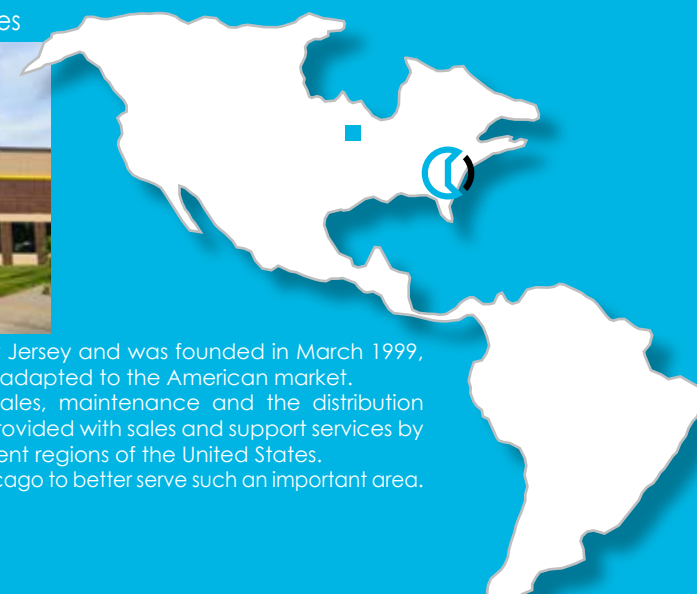 es
Jersey and was founded in March 1999,
adapted to the American market.
ales, maintenance and the distribution
rovided with sales and support services by
ent regions of the United States.
cago to better serve such an important area.